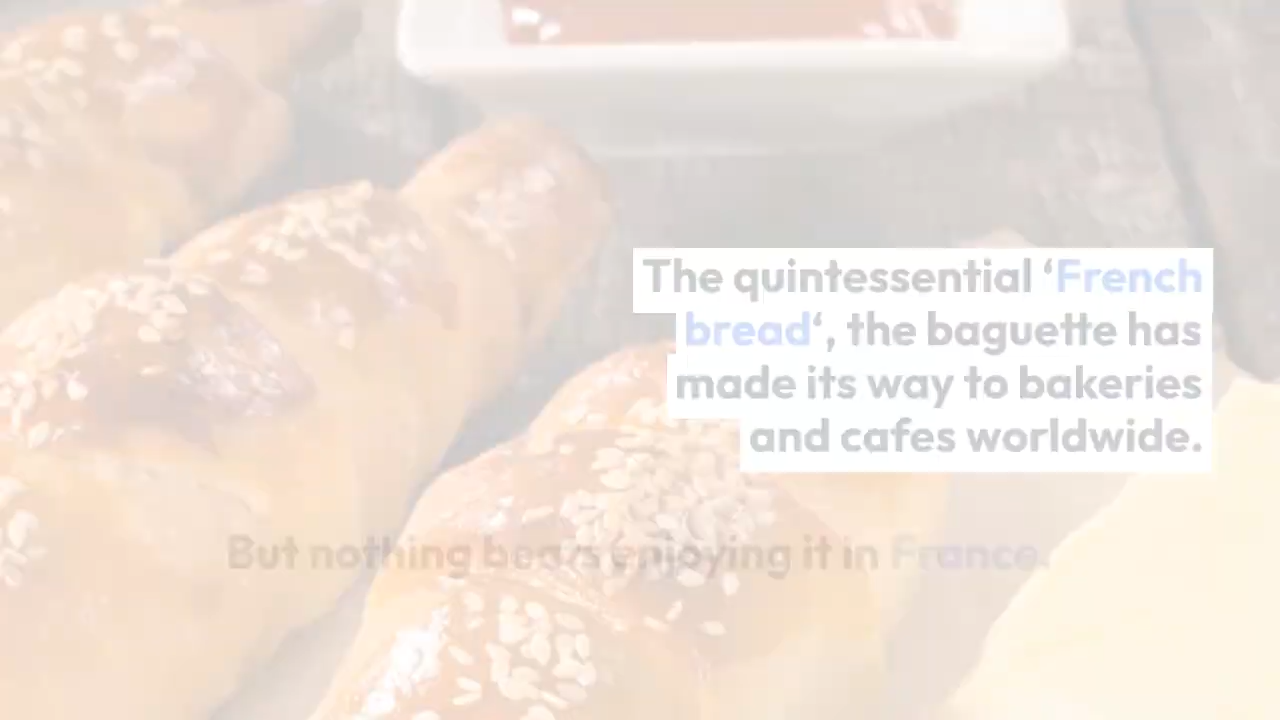 The quintessential ‘French
bread‘, the baguette has
made its way to bakeries
and cafes worldwide.
But nothing bears enjoying it in France.